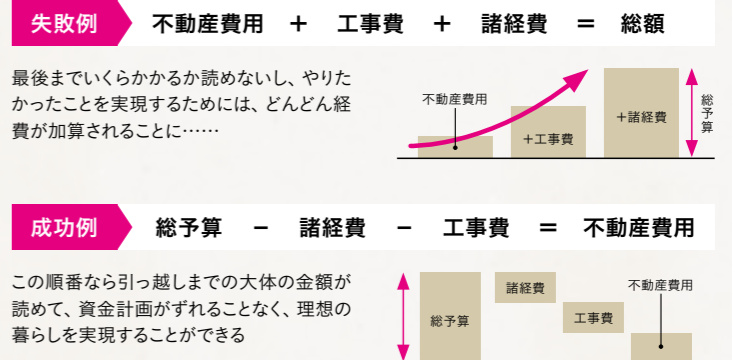 失敗例 不動産費用 ＋ 工事費 ＋ 諸経費 ＝ 総額
最後までいくらかかるか読めないし、やりた
かったことを実現するためには、どんどん経
費が加算されることに……
不動産費用
＋工事費
＋諸経費
総予算
成功例 総予算 − 諸経費 − 工事費 ＝ 不動産費用
この順番なら引っ越しまでの大体の金額が
読めて、資金計画がずれることなく、理想の
暮らしを実現することができる
総予算
諸経費
工事費
不動産費用